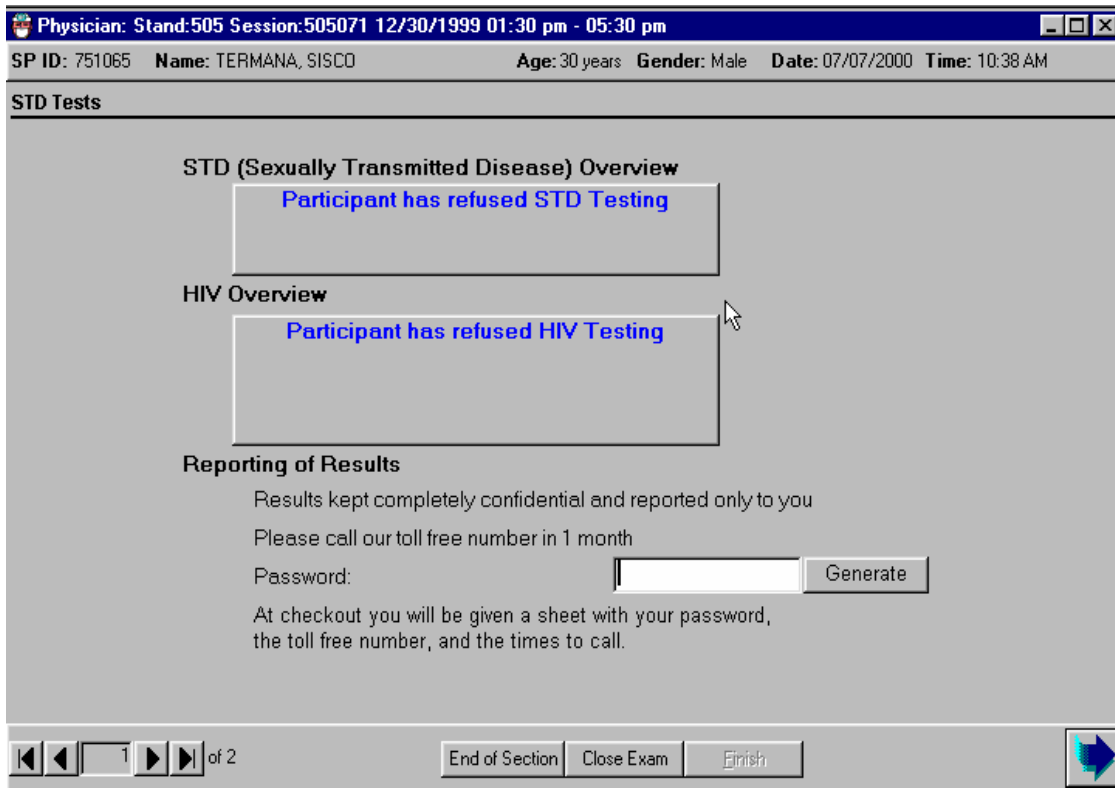 Physician: Stand:505 Session:505071 12/30/1999 01:30 pm - 05:30 pm
SP ID: 751065 Name: TERMANA, SISCO Age: 30 years Gender: Male Date: 07/07/2000 Time: 10:38 AM
STD Tests
STD (Sexually Transmitted Disease) Overview
Participant has refused STD Testing
HIV Overview
Participant has refused HIV Testing
Reporting of Results
Results kept completely confidential and reported only to you
Please call our toll free number in 1 month
Password: Generate
At checkout you will be given a sheet with your password,
the toll free number, and the times to call.
1 of 2 End of Section Close Exam Finish